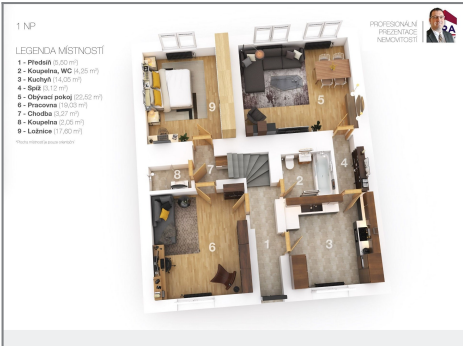 1 NP
PROFESIONÁLNÍ
PREZENTACE
NEMOVITOSTÍ
LEGENDA MÍSTNOSTÍ
1 - Předsíň (5,50 m²)
2 - Koupelna, WC (4,25 m²)
3 - Kuchyň (14,05 m²)
4 - Spíž (3,12 m²)
5 - Obývací pokoj (22,52 m²)
6 - Pracovna (19,03 m²)
7 - Chodba (3,27 m²)
8 - Koupelna (2,05 m²)
9 - Ložnice (17,60 m²)
9
5
7
8
2
4
6
1
3